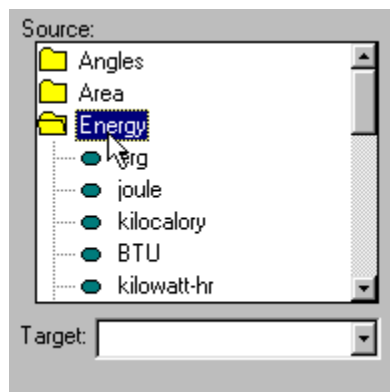 Source:
Angles
Area
Energy
erg
joule
kilocalory
BTU
kilowatt-hr
Target: